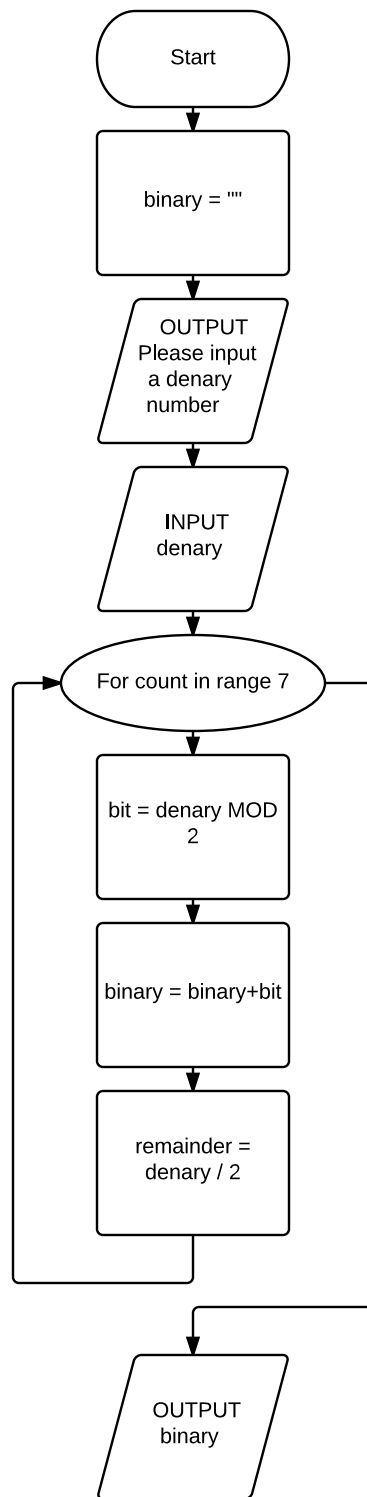 Start
binary = ""
OUTPUT
Please input
a denary
number
INPUT
denary
For count in range 7
bit = denary MOD
2
binary = binary+bit
remainder =
denary / 2
OUTPUT
binary